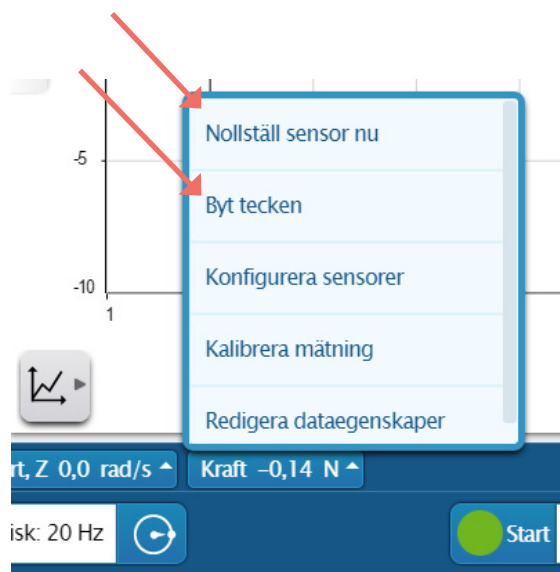 -5
Nollställ sensor nu
Byt tecken
-10
Konfigurera sensorer
1
Kalibrera mätning
Redigera dataegenskaper
rt, Z 0,0 rad/s
Kraft −0,14 N
isk: 20 Hz
Start